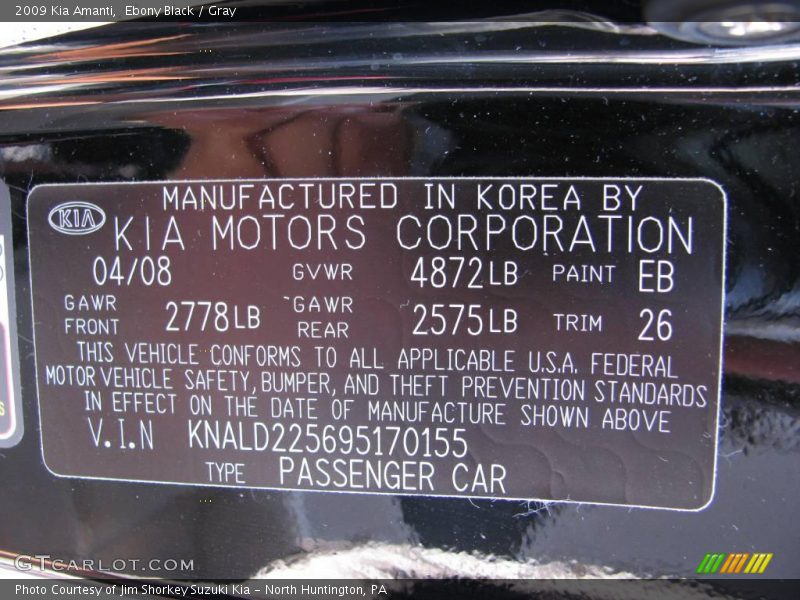 2009 Kia Amanti, Ebony Black / Gray
MANUFACTURED IN KOREA BY
KIA KIA MOTORS CORPORATION
04/08 GVWR 4872LB PAINT EB
GAWR FRONT 2778LB GAWR REAR 2575LB TRIM 26
THIS VEHICLE CONFORMS TO ALL APPLICABLE U.S.A. FEDERAL
MOTOR VEHICLE SAFETY, BUMPER, AND THEFT PREVENTION STANDARDS
IN EFFECT ON THE DATE OF MANUFACTURE SHOWN ABOVE
V.I.N KNALD225695170155
TYPE PASSENGER CAR
GTCARLOT.COM
Photo Courtesy of Jim Shorkey Suzuki Kia - North Huntington, PA